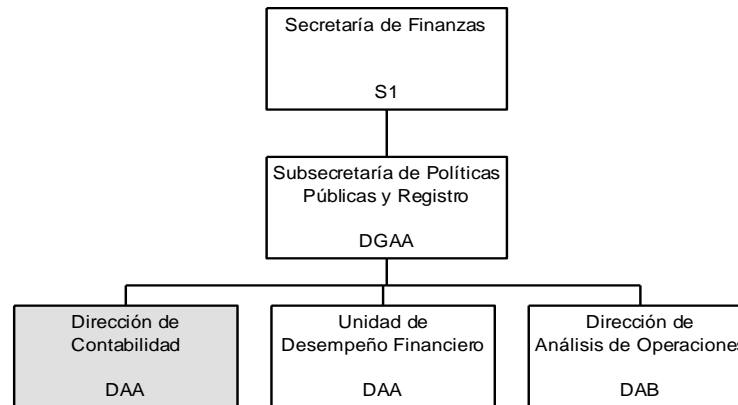 Secretaría de Finanzas
S1
Subsecretaría de Políticas
Públicas y Registro
DGAA
Dirección de
Contabilidad
DAA
Unidad de
Desempeño Financiero
DAA
Dirección de
Análisis de Operaciones
DAB